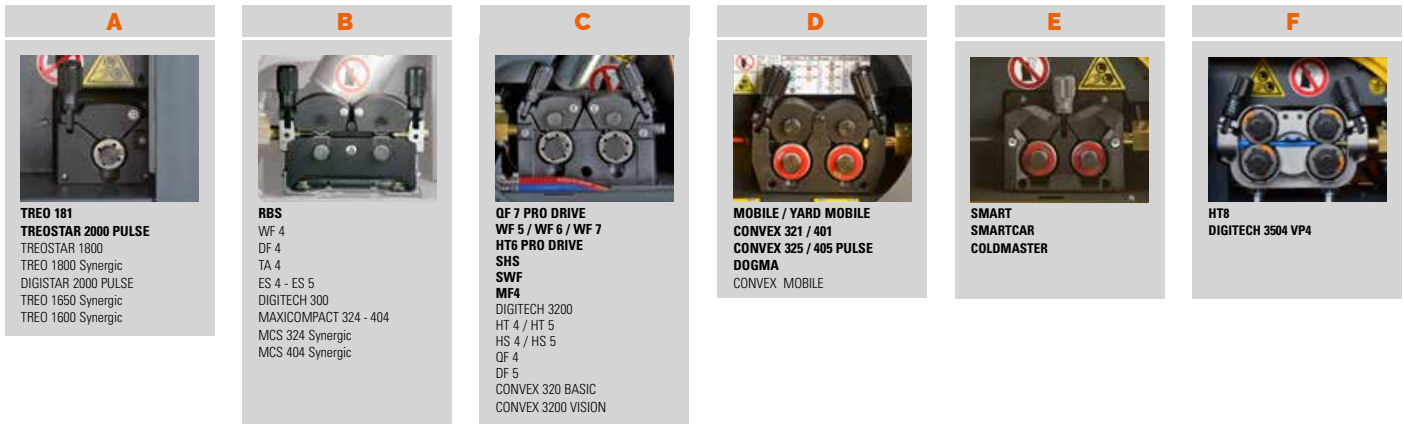 A
TREO 181
TREOSTAR 2000 PULSE
TREOSTAR 1800
TREO 1800 Synergic
DIGISTAR 2000 PULSE
TREO 1650 Synergic
TREO 1600 Synergic
B
RBS
WF 4
DF 4
TA 4
ES 4 - ES 5
DIGITECH 300
MAXICOMPACT 324 - 404
MCS 324 Synergic
MCS 404 Synergic
C
QF 7 PRO DRIVE
WF 5 / WF 6 / WF 7
HT6 PRO DRIVE
SHS
SWF
MF4
DIGITECH 3200
HT 4 / HT 5
HS 4 / HS 5
QF 4
DF 5
CONVEX 320 BASIC
CONVEX 3200 VISION
D
MOBILE / YARD MOBILE
CONVEX 321 / 401
CONVEX 325 / 405 PULSE
DOGMA
CONVEX MOBILE
E
SMART
SMARTCAR
COLDMASTER
F
HT8
DIGITECH 3504 VP4